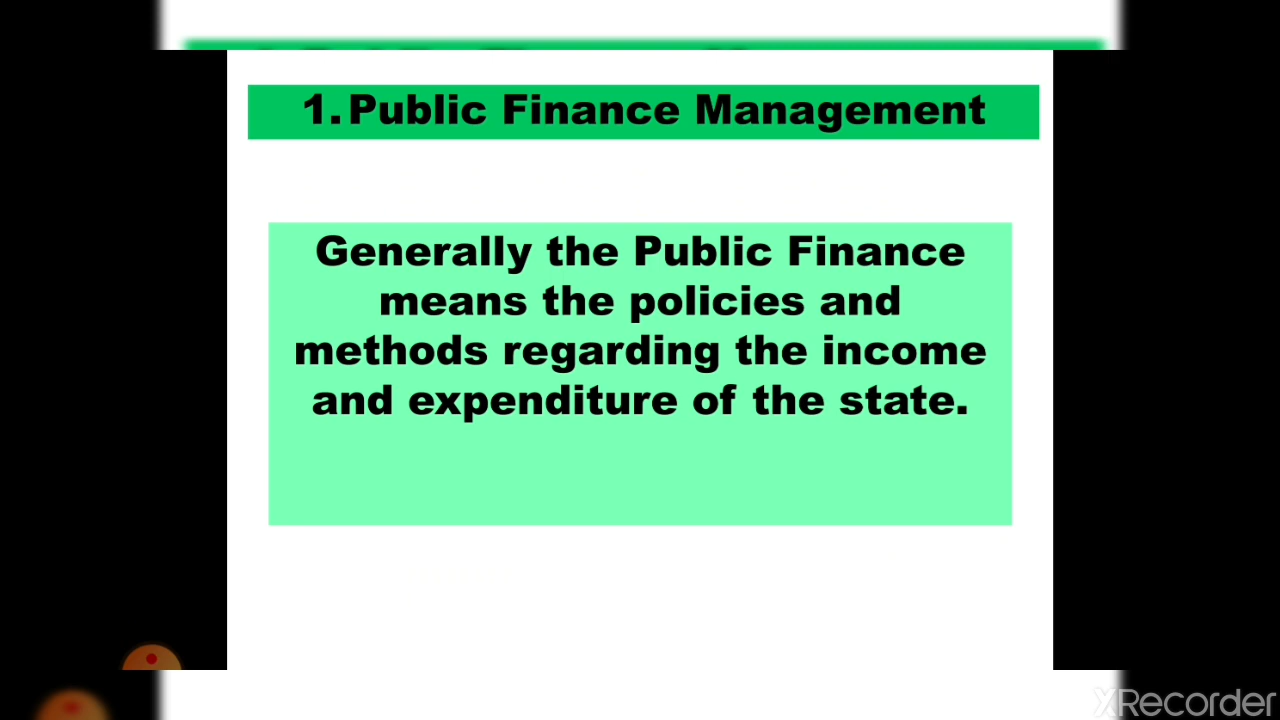 1. Public Finance Management
Generally the Public Finance
means the policies and
methods regarding the income
and expenditure of the state.
XRecorder